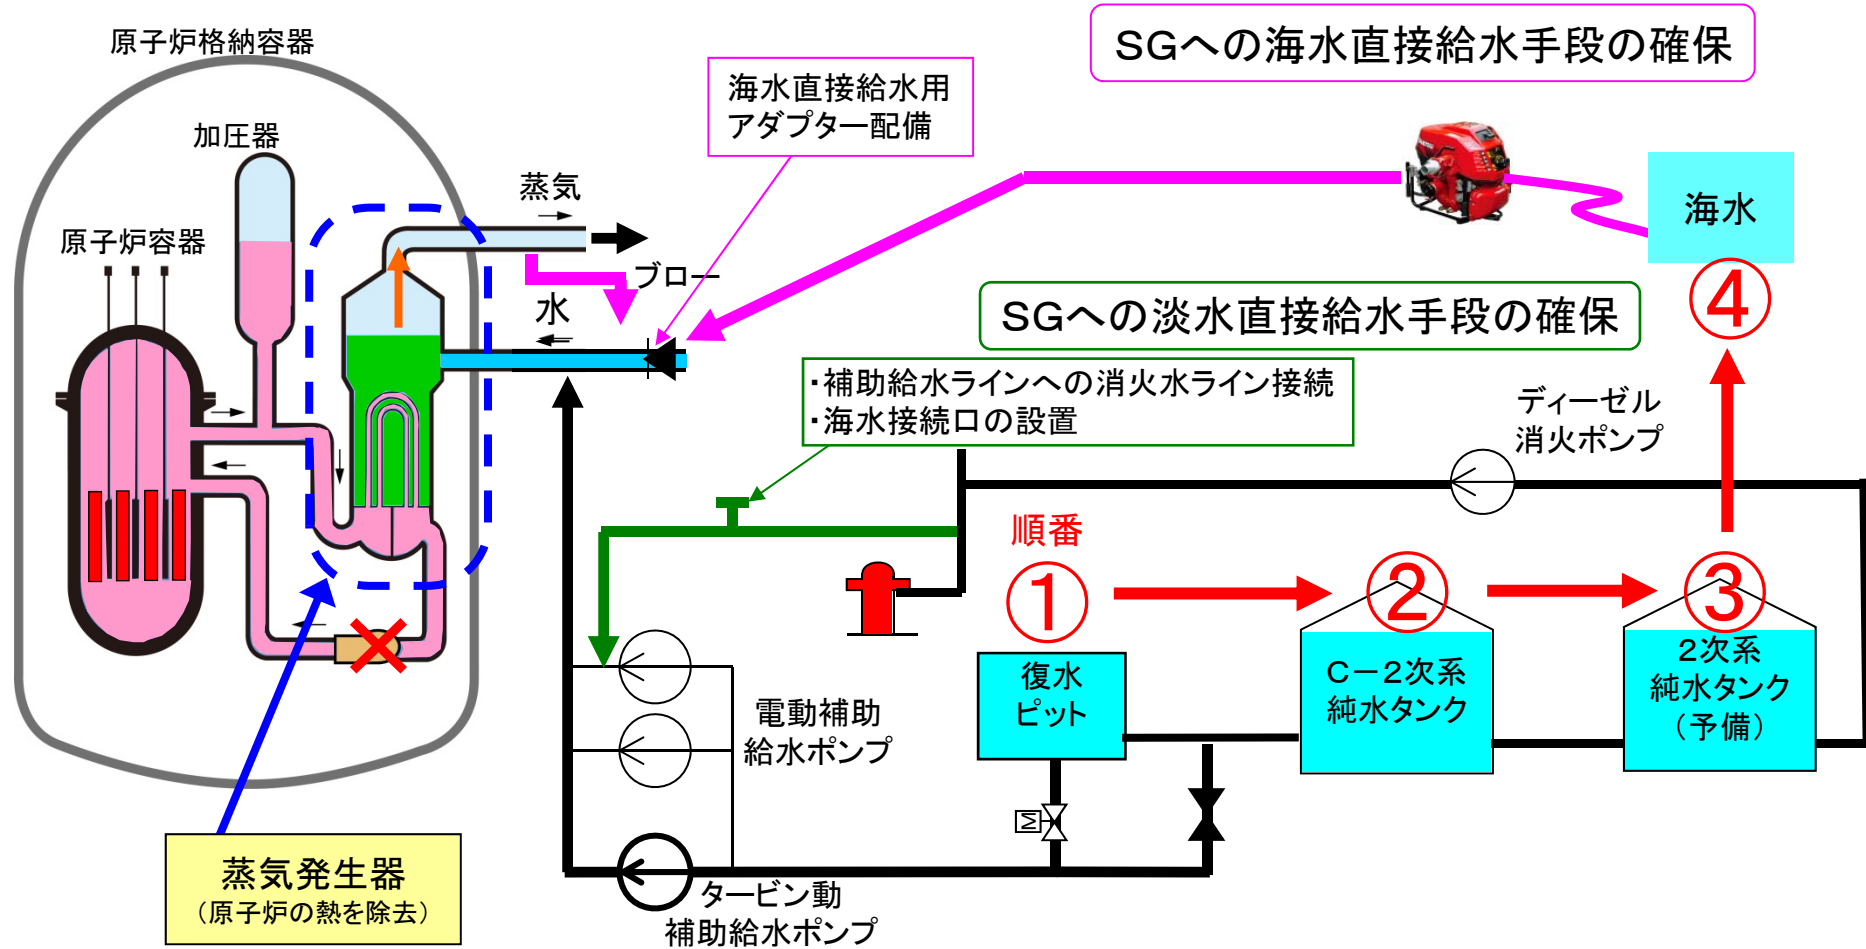 SGへの海水直接給水手段の確保
原子炉格納容器
海水直接給水用
アダプター配備
加圧器
蒸気
海水
原子炉容器
ブロー
④
水
SGへの淡水直接給水手段の確保
・補助給水ラインへの消火水ライン接続
・海水接続口の設置
ディーゼル
消火ポンプ
順番
①
②
③
復水
ピット
C－2次系
純水タンク
2次系
純水タンク
（予備）
電動補助
給水ポンプ
M
蒸気発生器
（原子炉の熱を除去）
タービン動
補助給水ポンプ